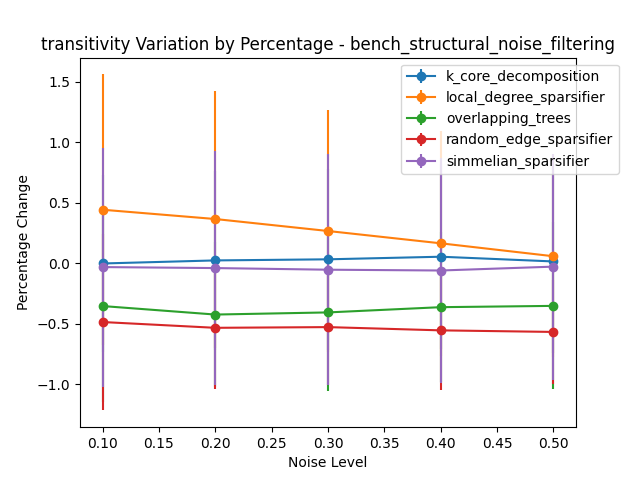 transitivity Variation by Percentage - bench_structural_noise_filtering
k_core_decomposition
local_degree_sparsifier
overlapping_trees
random_edge_sparsifier
simmelian_sparsifier
Percentage Change
1.5
1.0
0.5
0.0
−0.5
−1.0
0.10 0.15 0.20 0.25 0.30 0.35 0.40 0.45 0.50
Noise Level